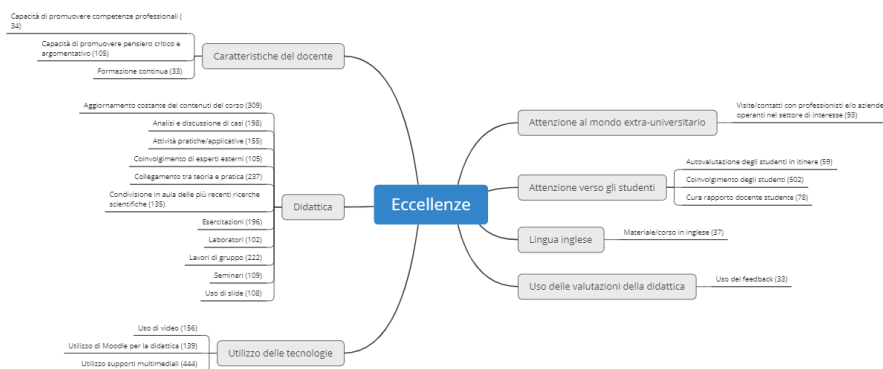 Capacità di promuovere competenze professionali (
34)
Capacità di promuovere pensiero critico e
argomentativo (105)
Formazione continua (33)
Caratteristiche del docente
Aggiornamento costante dei contenuti del corso (309)
Analisi e discussione di casi (198)
Attività pratiche/applicative (155)
Coinvolgimento di esperti esterni (105)
Collegamento tra teoria e pratica (237)
Condivisione in aula delle più recenti ricerche
scientifiche (135)
Esercitazioni (196)
Laboratori (102)
Lavori di gruppo (222)
Seminari (109)
Uso di slide (108)
Didattica
Uso di video (156)
Utilizzo di Moodle per la didattica (139)
Utilizzo supporti multimediali (444)
Utilizzo delle tecnologie
Eccellenze
Attenzione al mondo extra-universitario
Visite/contatti con professionisti e/o aziende
operanti nel settore di interesse (93)
Attenzione verso gli studenti
Autovalutazione degli studenti in itinere (59)
Coinvolgimento degli studenti (502)
Cura rapporto docente studente (78)
Lingua inglese
Materiale/corso in inglese (37)
Uso delle valutazioni della didattica
Uso del feedback (33)